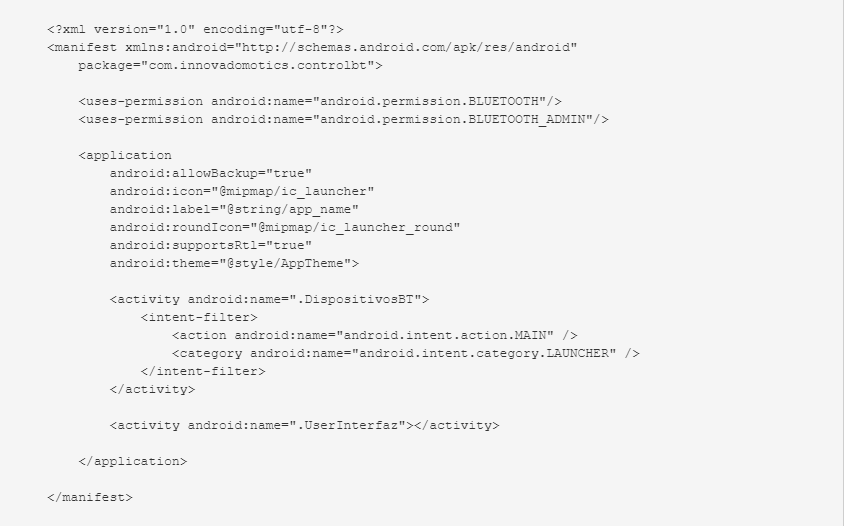 <?xml version="1.0" encoding="utf-8"?>
<manifest xmlns:android="http://schemas.android.com/apk/res/android"
    package="com.innovadomotics.controlbt">

    <uses-permission android:name="android.permission.BLUETOOTH"/>
    <uses-permission android:name="android.permission.BLUETOOTH_ADMIN"/>

    <application
        android:allowBackup="true"
        android:icon="@mipmap/ic_launcher"
        android:label="@string/app_name"
        android:roundIcon="@mipmap/ic_launcher_round"
        android:supportsRtl="true"
        android:theme="@style/AppTheme">

        <activity android:name=".DispositivosBT">
            <intent-filter>
                <action android:name="android.intent.action.MAIN" />
                <category android:name="android.intent.category.LAUNCHER" />
            </intent-filter>
        </activity>

        <activity android:name=".UserInterfaz"></activity>

    </application>

</manifest>